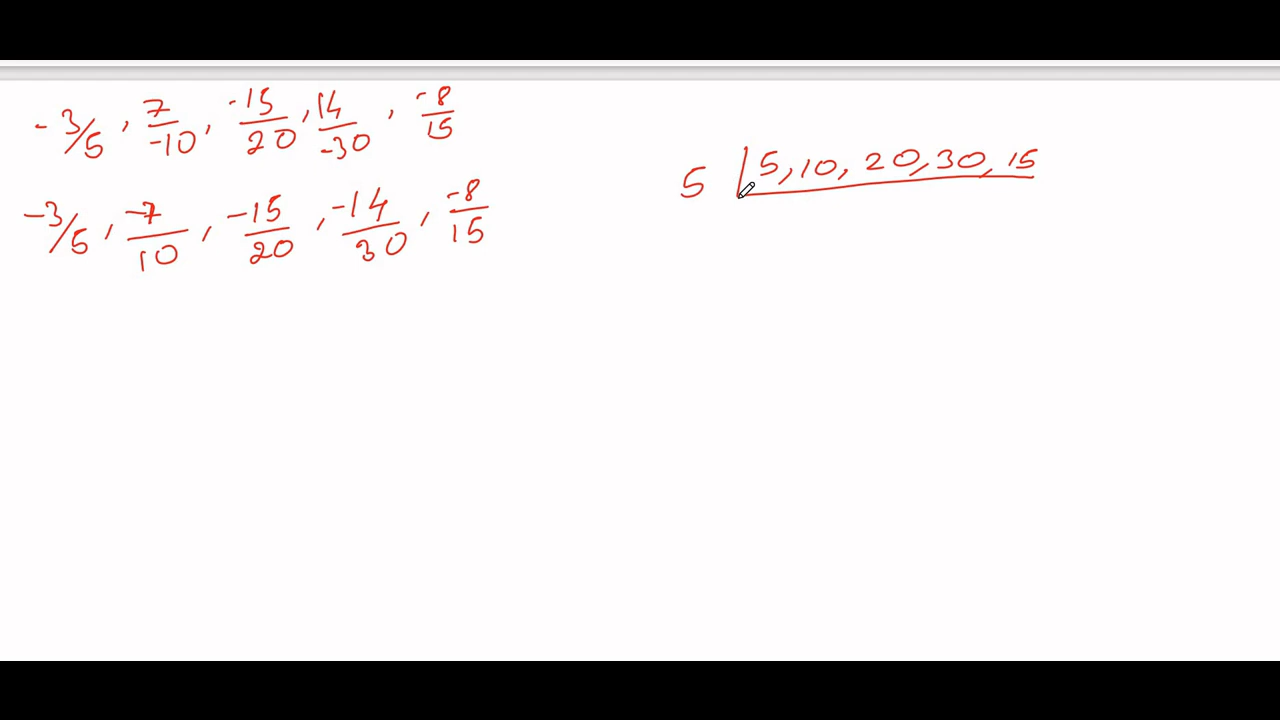 -3/5, 7/-10, -15/20, 14/-30, -8/15
5 | 5, 10, 20, 30, 15
-3/5, -7/10, -15/20, -14/30, -8/15